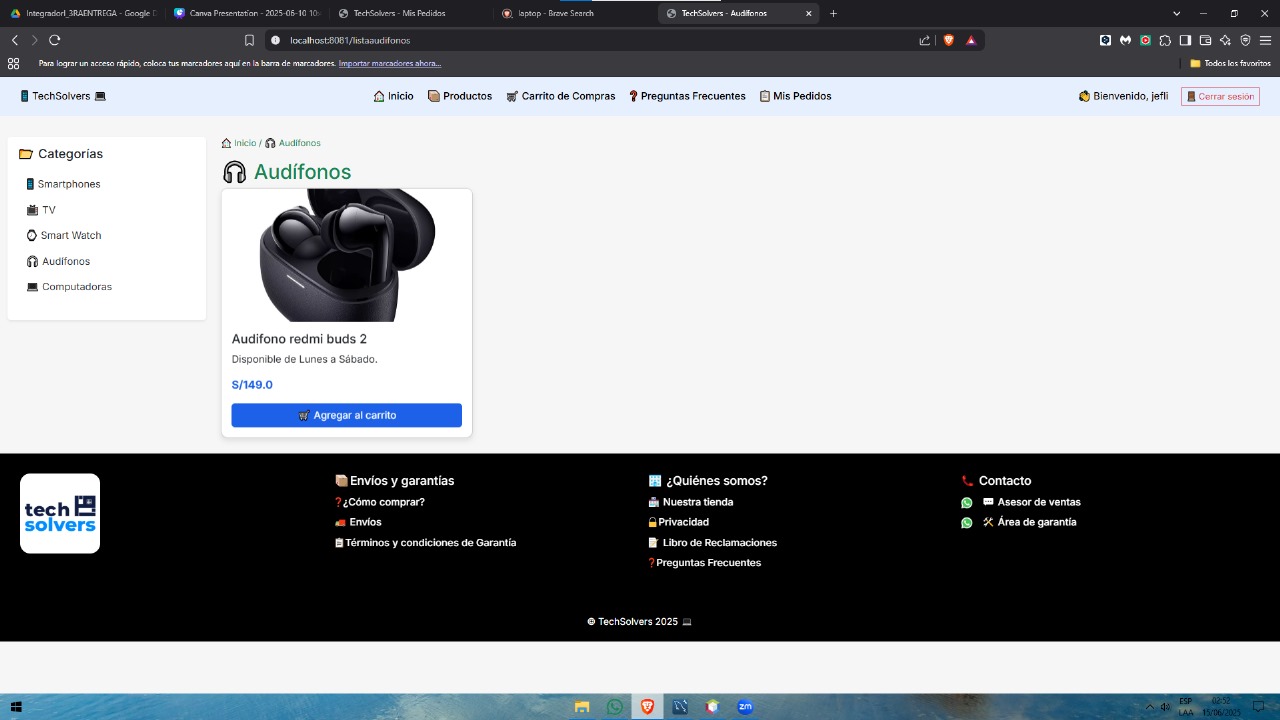 IntegradorI_3RAENTREGA - Google D
Canva Presentation - 2025-06-10 10:
TechSolvers - Mis Pedidos
laptop - Brave Search
TechSolvers - Audífonos
localhost:8081/listaaudifonos
Para lograr un acceso rápido, coloca tus marcadores aquí en la barra de marcadores. Importar marcadores ahora...
Todos los favoritos
TechSolvers
Inicio
Productos
Carrito de Compras
Preguntas Frecuentes
Mis Pedidos
Bienvenido, jefli
Cerrar sesión
Categorías
Smartphones
TV
Smart Watch
Audífonos
Computadoras
Inicio / Audífonos
Audífonos
Audifono redmi buds 2
Disponible de Lunes a Sábado.
S/149.0
Agregar al carrito
tech
solvers
Envíos y garantías
¿Cómo comprar?
Envíos
Términos y condiciones de Garantía
¿Quiénes somos?
Nuestra tienda
Privacidad
Libro de Reclamaciones
Preguntas Frecuentes
Contacto
Asesor de ventas
Área de garantía
© TechSolvers 2025
zm
ESP
LAA
02:52
15/06/2025